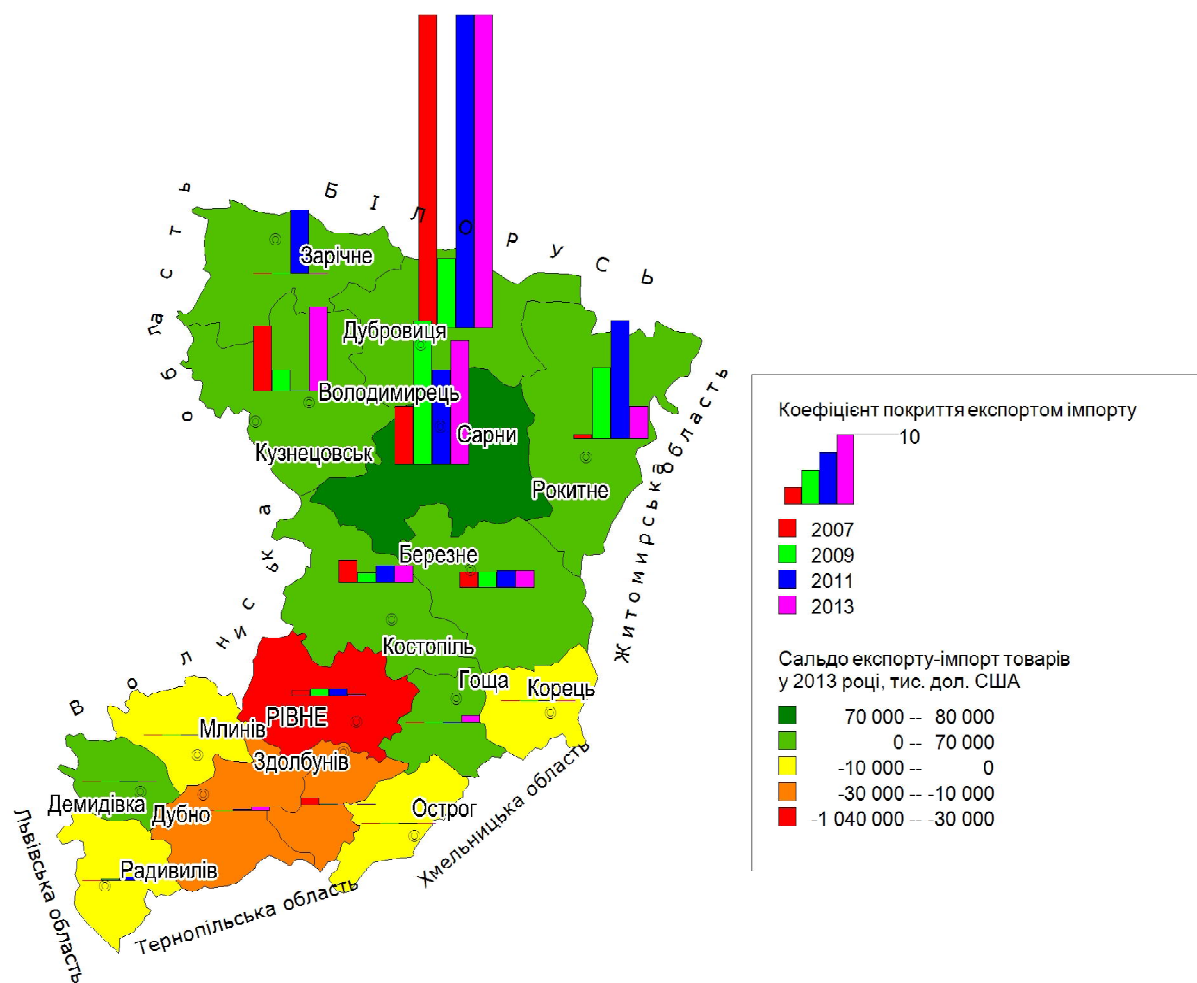 БІЛОРУСЬ
Волинська область
Зарічне
Дубровиця
Володимирець
Сарни
Кузнецовськ
Рокитне
Березне
Костопіль
Гоща
Корець
Млинів
РІВНЕ
Здолбунів
Демидівка
Дубно
Острог
Радивилів
Житомирська область
Хмельницька область
Тернопільська область
Львівська область
Коефіцієнт покриття експортом імпорту
10
2007
2009
2011
2013
Сальдо експорту-імпорт товарів
у 2013 році, тис. дол. США
70 000 -- 80 000
0 -- 70 000
-10 000 -- 0
-30 000 -- -10 000
-1 040 000 -- -30 000